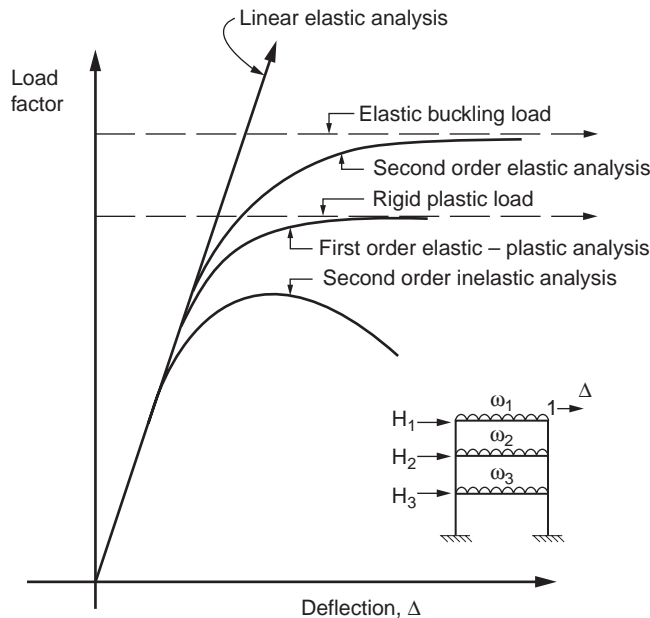 Linear elastic analysis
Load
factor
Elastic buckling load
Second order elastic analysis
Rigid plastic load
First order elastic – plastic analysis
Second order inelastic analysis
ω₁
1
Δ
H₁
ω₂
H₂
ω₃
H₃
Deflection, Δ